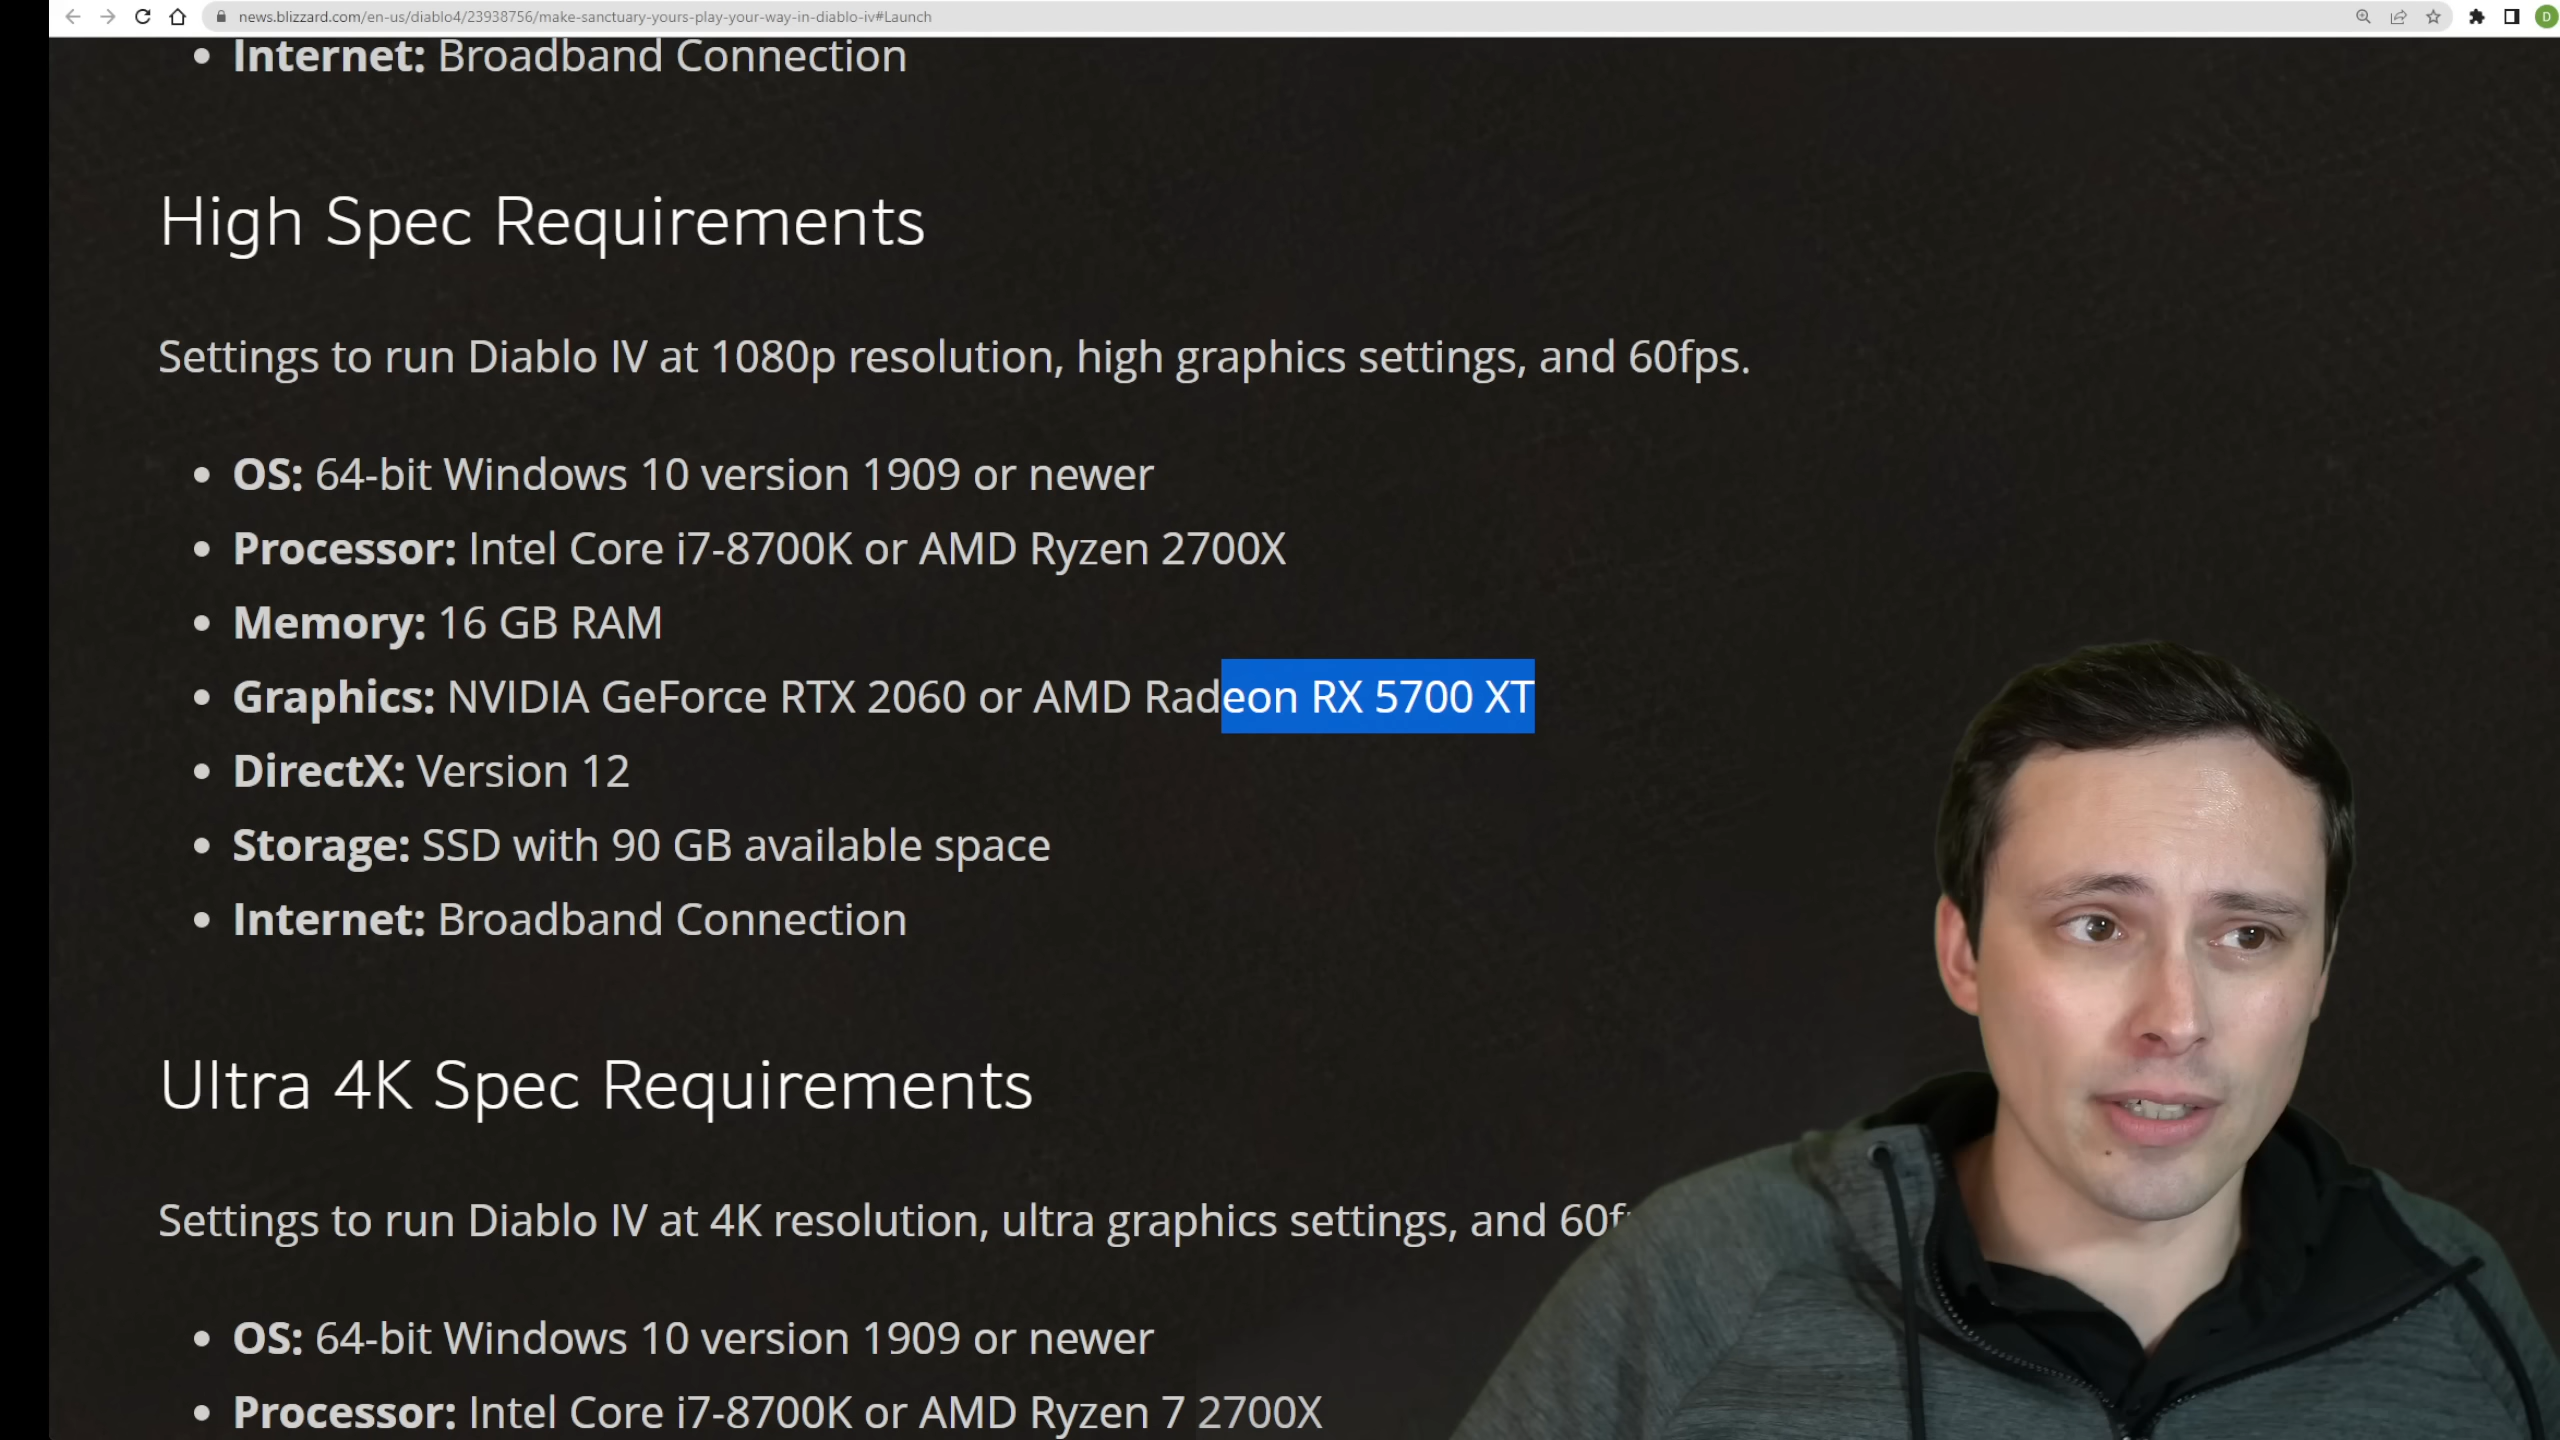 news.blizzard.com/en-us/diablo4/23938756/make-sanctuary-yours-play-your-way-in-diablo-iv#Launch
D
• Internet: Broadband Connection
High Spec Requirements
Settings to run Diablo IV at 1080p resolution, high graphics settings, and 60fps.
• OS: 64-bit Windows 10 version 1909 or newer
• Processor: Intel Core i7-8700K or AMD Ryzen 2700X
• Memory: 16 GB RAM
• Graphics: NVIDIA GeForce RTX 2060 or AMD Radeon RX 5700 XT
• DirectX: Version 12
• Storage: SSD with 90 GB available space
• Internet: Broadband Connection
Ultra 4K Spec Requirements
Settings to run Diablo IV at 4K resolution, ultra graphics settings, and 60f
• OS: 64-bit Windows 10 version 1909 or newer
• Processor: Intel Core i7-8700K or AMD Ryzen 7 2700X